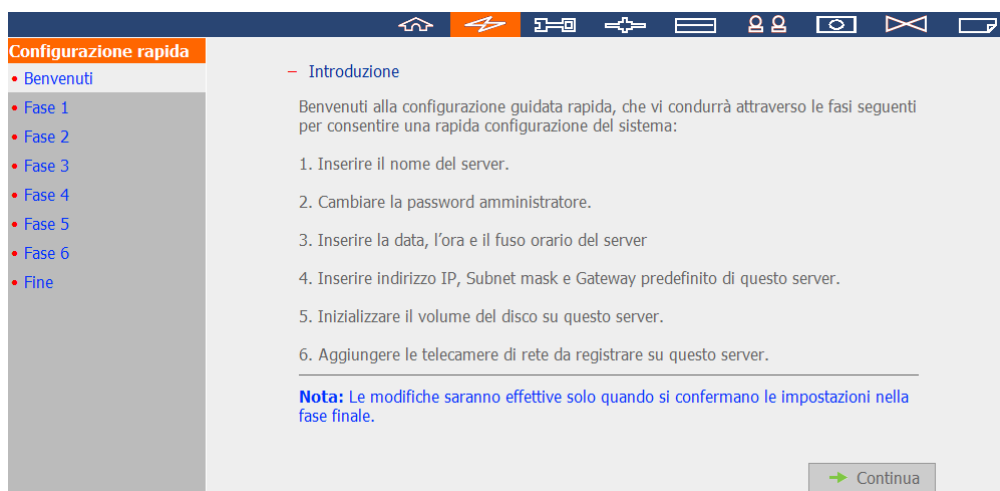 Configurazione rapida
• Benvenuti
• Fase 1
• Fase 2
• Fase 3
• Fase 4
• Fase 5
• Fase 6
• Fine
– Introduzione
Benvenuti alla configurazione guidata rapida, che vi condurrà attraverso le fasi seguenti
per consentire una rapida configurazione del sistema:
1. Inserire il nome del server.
2. Cambiare la password amministratore.
3. Inserire la data, l'ora e il fuso orario del server
4. Inserire indirizzo IP, Subnet mask e Gateway predefinito di questo server.
5. Inizializzare il volume del disco su questo server.
6. Aggiungere le telecamere di rete da registrare su questo server.
Nota: Le modifiche saranno effettive solo quando si confermano le impostazioni nella
fase finale.
Continua